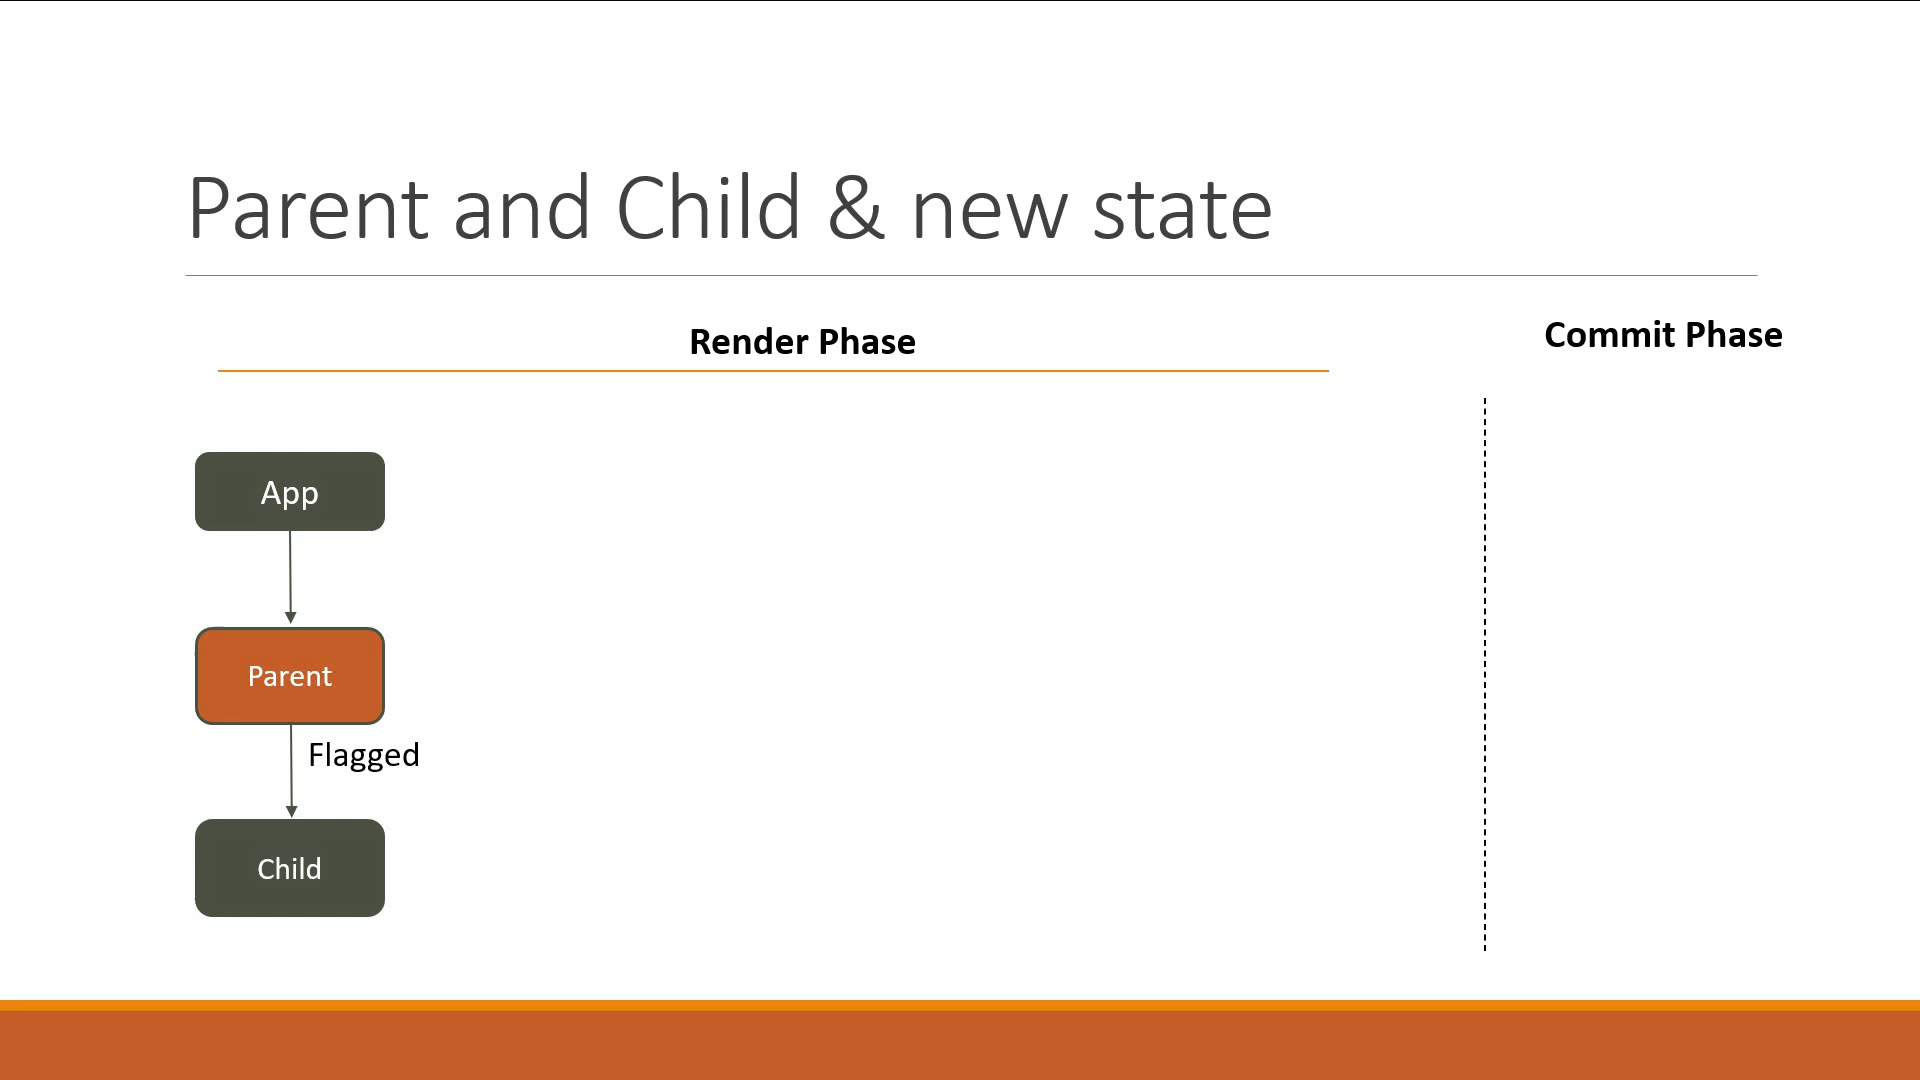 Parent and Child & new state
Render Phase
Commit Phase
App
Parent
Flagged
Child